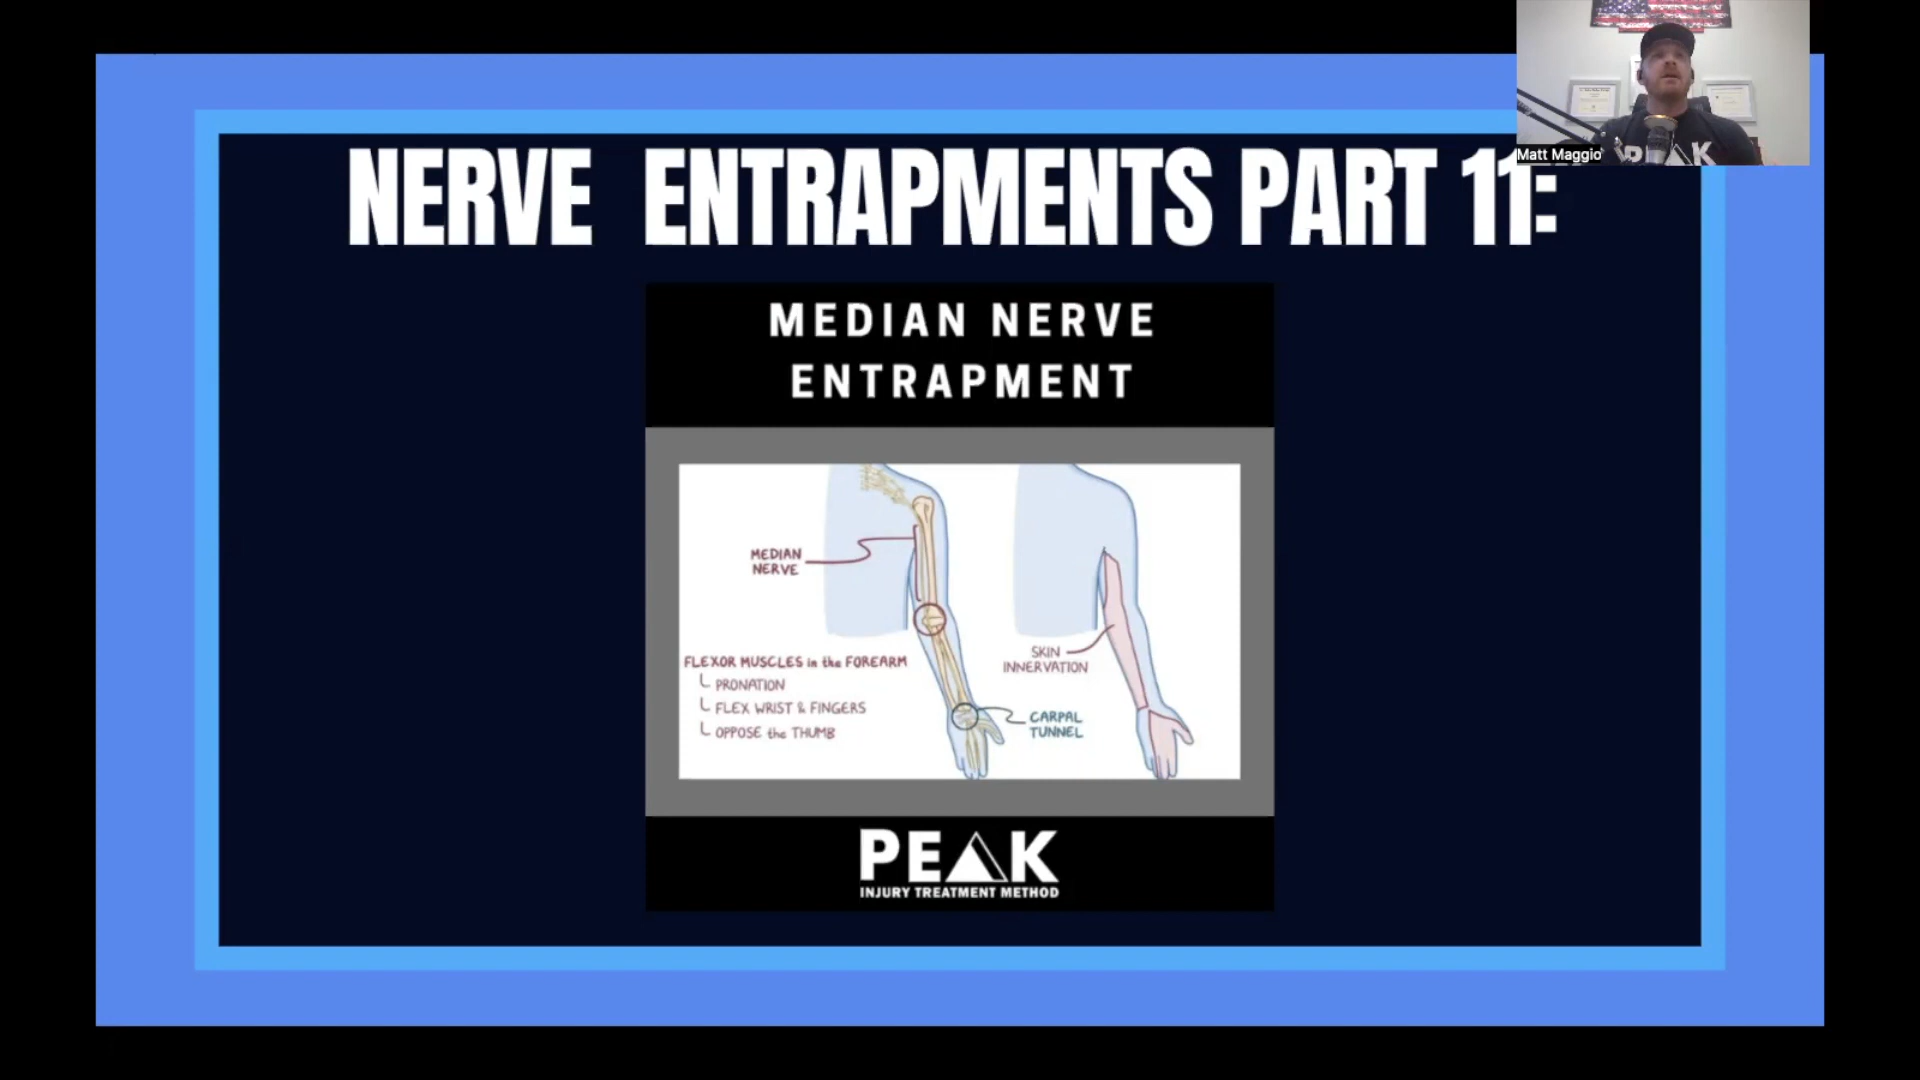 NERVE ENTRAPMENTS PART 11:
Matt Maggio
PEAK
MEDIAN NERVE
ENTRAPMENT
MEDIAN
NERVE
FLEXOR MUSCLES in the FOREARM
PRONATION
FLEX WRIST & FINGERS
OPPOSE the THUMB
CARPAL
TUNNEL
SKIN
INNERVATION
PEAK
INJURY TREATMENT METHOD